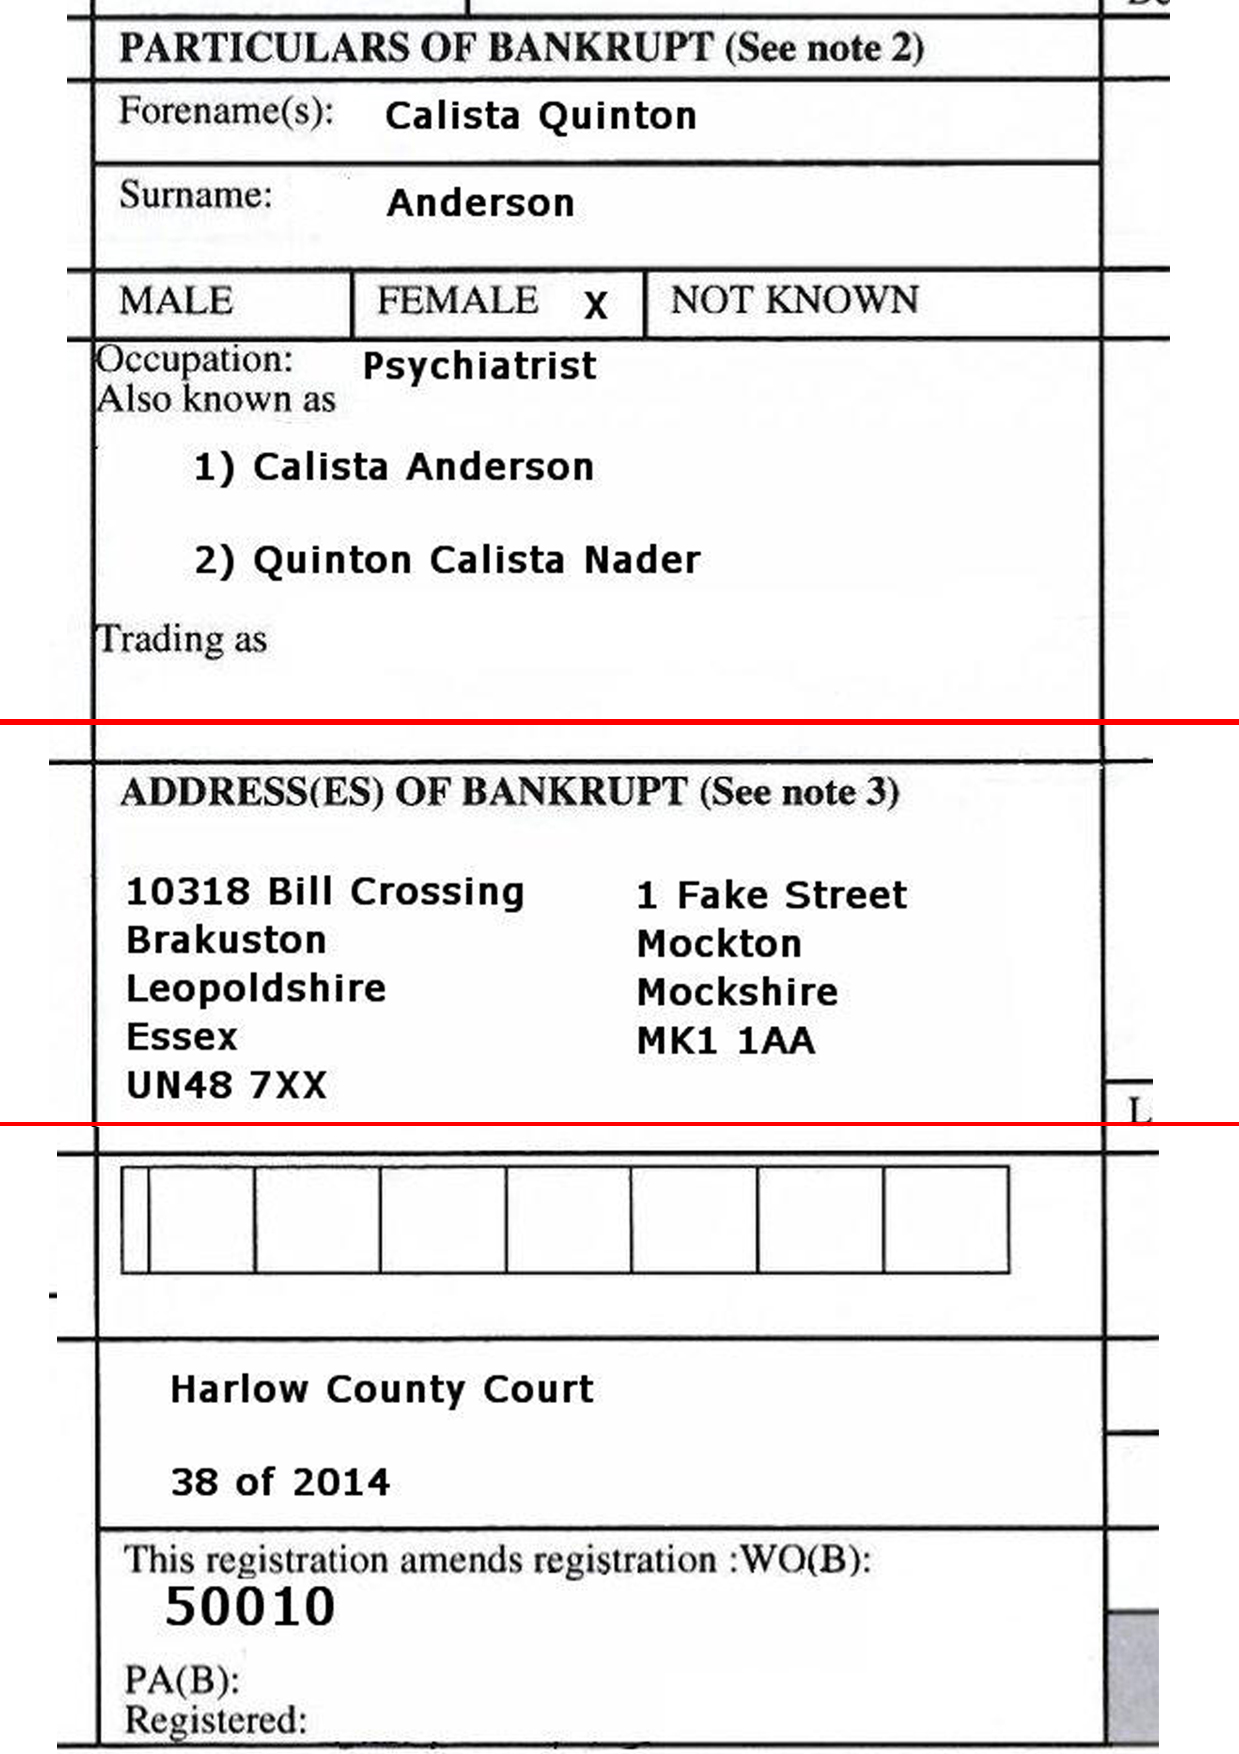 PARTICULARS OF BANKRUPT (See note 2)
Forename(s): Calista Quinton
Surname: Anderson
MALE FEMALE X NOT KNOWN
Occupation: Psychiatrist
Also known as
1) Calista Anderson
2) Quinton Calista Nader
Trading as
ADDRESS(ES) OF BANKRUPT (See note 3)
10318 Bill Crossing
Brakuston
Leopoldshire
Essex
UN48 7XX
1 Fake Street
Mockton
Mockshire
MK1 1AA
L
Harlow County Court
38 of 2014
This registration amends registration :WO(B):
50010
PA(B):
Registered: